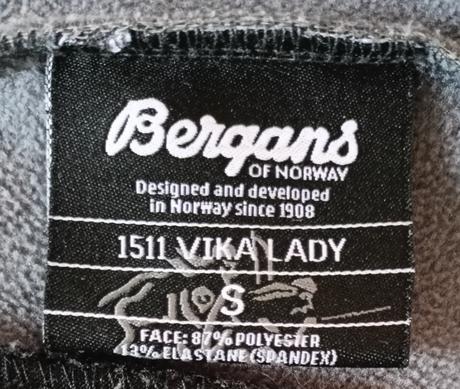 Bergans
OF NORWAY
Designed and developed
in Norway since 1908
1511 VIKA LADY
S
FACE: 87% POLYESTER
13% ELASTANE (SPANDEX)